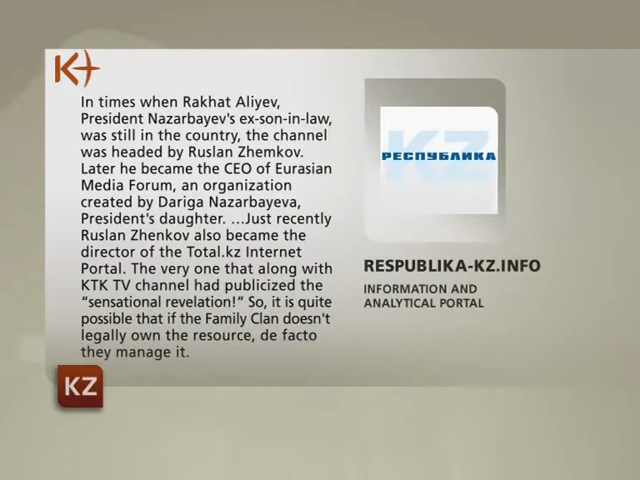 K+
In times when Rakhat Aliyev,
President Nazarbayev's ex-son-in-law,
was still in the country, the channel
was headed by Ruslan Zhemkov.
Later he became the CEO of Eurasian
Media Forum, an organization
created by Dariga Nazarbayeva,
President's daughter. ...Just recently
Ruslan Zhenkov also became the
director of the Total.kz Internet
Portal. The very one that along with
KTK TV channel had publicized the
“sensational revelation!“ So, it is quite
possible that if the Family Clan doesn't
legally own the resource, de facto
they manage it.
KZ
KZ
РЕСПУБЛИКА
RESPUBLIKA-KZ.INFO
INFORMATION AND
ANALYTICAL PORTAL